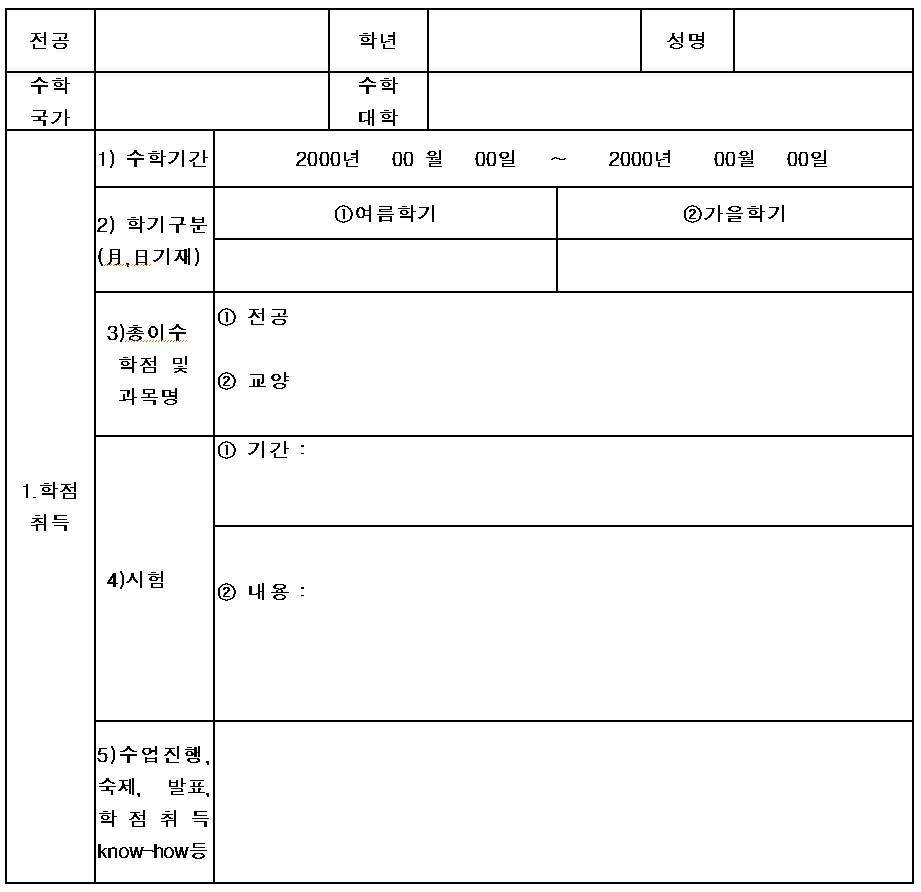 전공 학년 성명
수학 수학
국가 대학
1) 수학기간 2000년 00 월 00일 ~ 2000년 00월 00일
2) 학기구분
(月,日기재)
①여름학기 ②가을학기
3)총이수
학점 및
과목명
① 전공
② 교양
1.학점
취득
4)시험
① 기간 :
② 내용 :
5)수업진행,
숙제, 발표,
학 점 취 득
know-how등